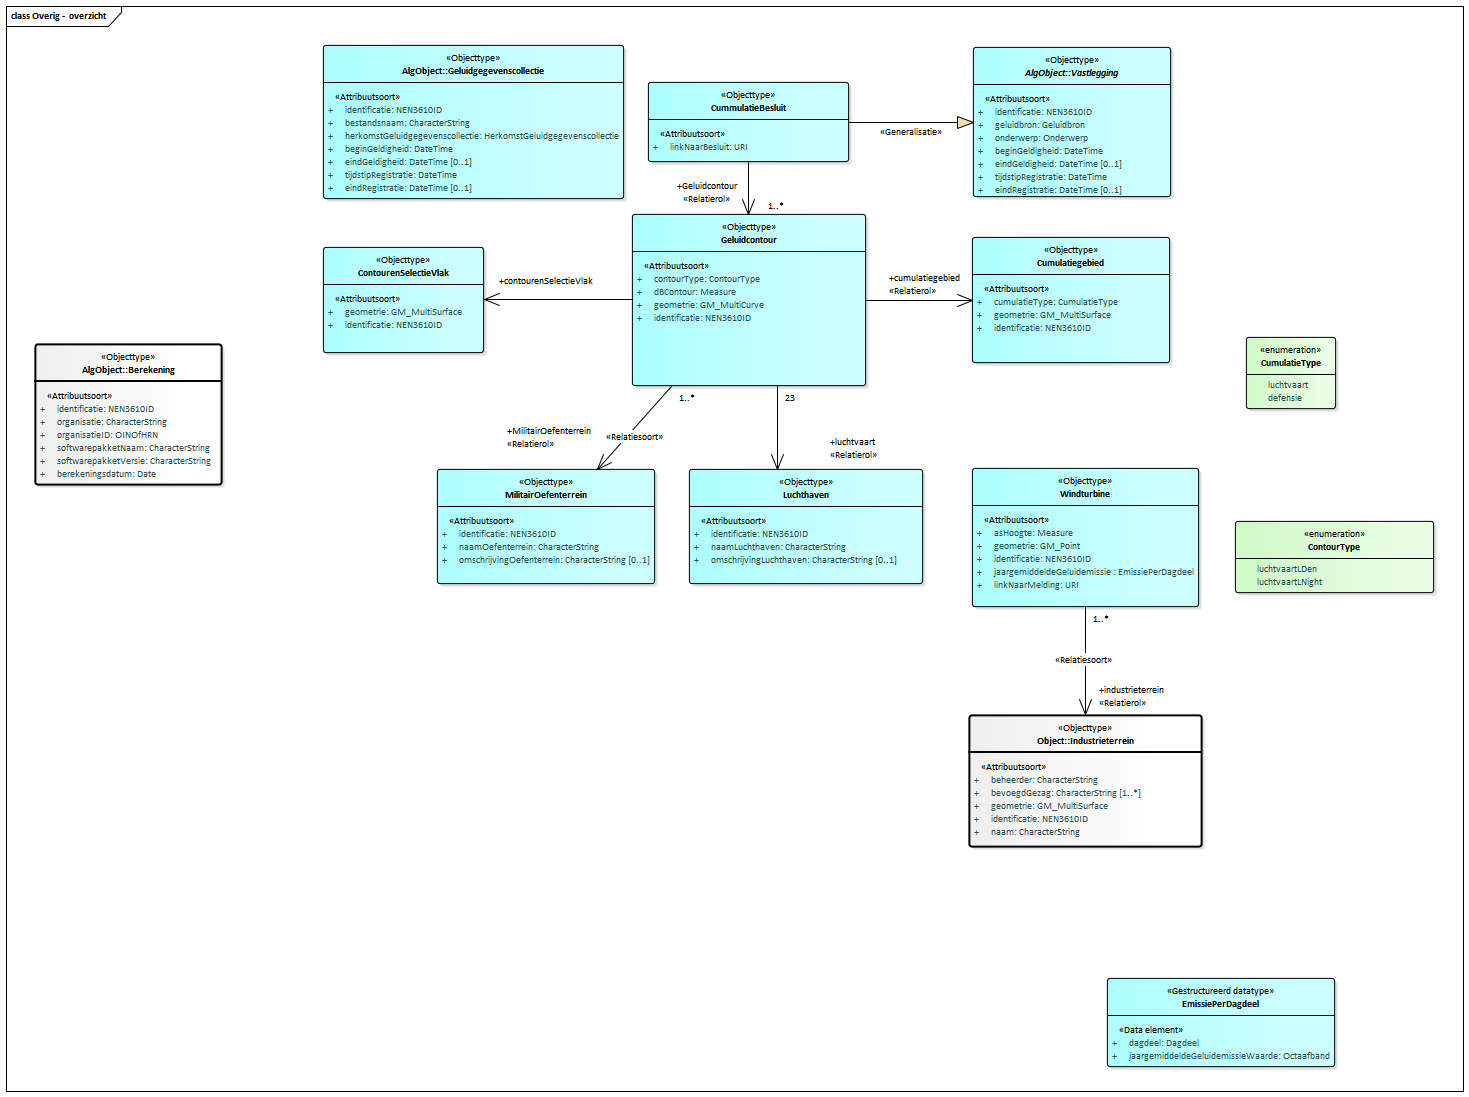 class Overig - overzicht
«Objecttype»
AlgObject::Geluidgegevenscollectie
«Attribuutsoort»
+ identificatie: NEN3610ID
+ bestandsnaam: CharacterString
+ herkomstGeluidgegevenscollectie: HerkomstGeluidgegevenscollectie
+ beginGeldigheid: DateTime
+ eindGeldigheid: DateTime [0..1]
+ tijdstipRegistratie: DateTime
+ eindRegistratie: DateTime [0..1]
«Objecttype»
CummulatieBesluit
«Attribuutsoort»
+ linkNaarBesluit: URI
«Generalisatie»
«Objecttype»
AlgObject::Vastlegging
«Attribuutsoort»
+ identificatie: NEN3610ID
+ geluidbron: Geluidbron
+ onderwerp: Onderwerp
+ beginGeldigheid: DateTime
+ eindGeldigheid: DateTime [0..1]
+ tijdstipRegistratie: DateTime
+ eindRegistratie: DateTime [0..1]
+Geluidcontour
«Relatierol»
1..*
«Objecttype»
ContourenSelectieVlak
«Attribuutsoort»
+ geometrie: GM_MultiSurface
+ identificatie: NEN3610ID
+contourenSelectieVlak
«Objecttype»
Geluidcontour
«Attribuutsoort»
+ contourType: ContourType
+ dBContour: Measure
+ geometrie: GM_MultiCurve
+ identificatie: NEN3610ID
+cumulatiegebied
«Relatierol»
«Objecttype»
Cumulatiegebied
«Attribuutsoort»
+ cumulatieType: CumulatieType
+ geometrie: GM_MultiSurface
+ identificatie: NEN3610ID
«Objecttype»
AlgObject::Berekening
«Attribuutsoort»
+ identificatie: NEN3610ID
+ organisatie: CharacterString
+ organisatieID: OINOfHRN
+ softwarepakketNaam: CharacterString
+ softwarepakketVersie: CharacterString
+ berekeningsdatum: Date
«enumeration»
CumulatieType
luchtvaart
defensie
1..*
+MilitairOefenterrein
«Relatierol»
«Relatiesoort»
23
+luchtvaart
«Relatierol»
«Objecttype»
MilitairOefenterrein
«Attribuutsoort»
+ identificatie: NEN3610ID
+ naamOefenterrein: CharacterString
+ omschrijvingOefenterrein: CharacterString [0..1]
«Objecttype»
Luchthaven
«Attribuutsoort»
+ identificatie: NEN3610ID
+ naamLuchthaven: CharacterString
+ omschrijvingLuchthaven: CharacterString [0..1]
«Objecttype»
Windturbine
«Attribuutsoort»
+ asHoogte: Measure
+ geometrie: GM_Point
+ identificatie: NEN3610ID
+ jaargemiddeldeGeluidemissie : EmissiePerDagdeel
+ linkNaarMelding: URI
«enumeration»
ContourType
luchtvaartLDen
luchtvaartLNight
1..*
«Relatiesoort»
+industrieterrein
«Relatierol»
«Objecttype»
Object::Industrieterrein
«Attribuutsoort»
+ beheerder: CharacterString
+ bevoegdGezag: CharacterString [1..*]
+ geometrie: GM_MultiSurface
+ identificatie: NEN3610ID
+ naam: CharacterString
«Gestructureerd datatype»
EmissiePerDagdeel
«Data element»
+ dagdeel: Dagdeel
+ jaargemiddeldeGeluidemissieWaarde: Octaafband